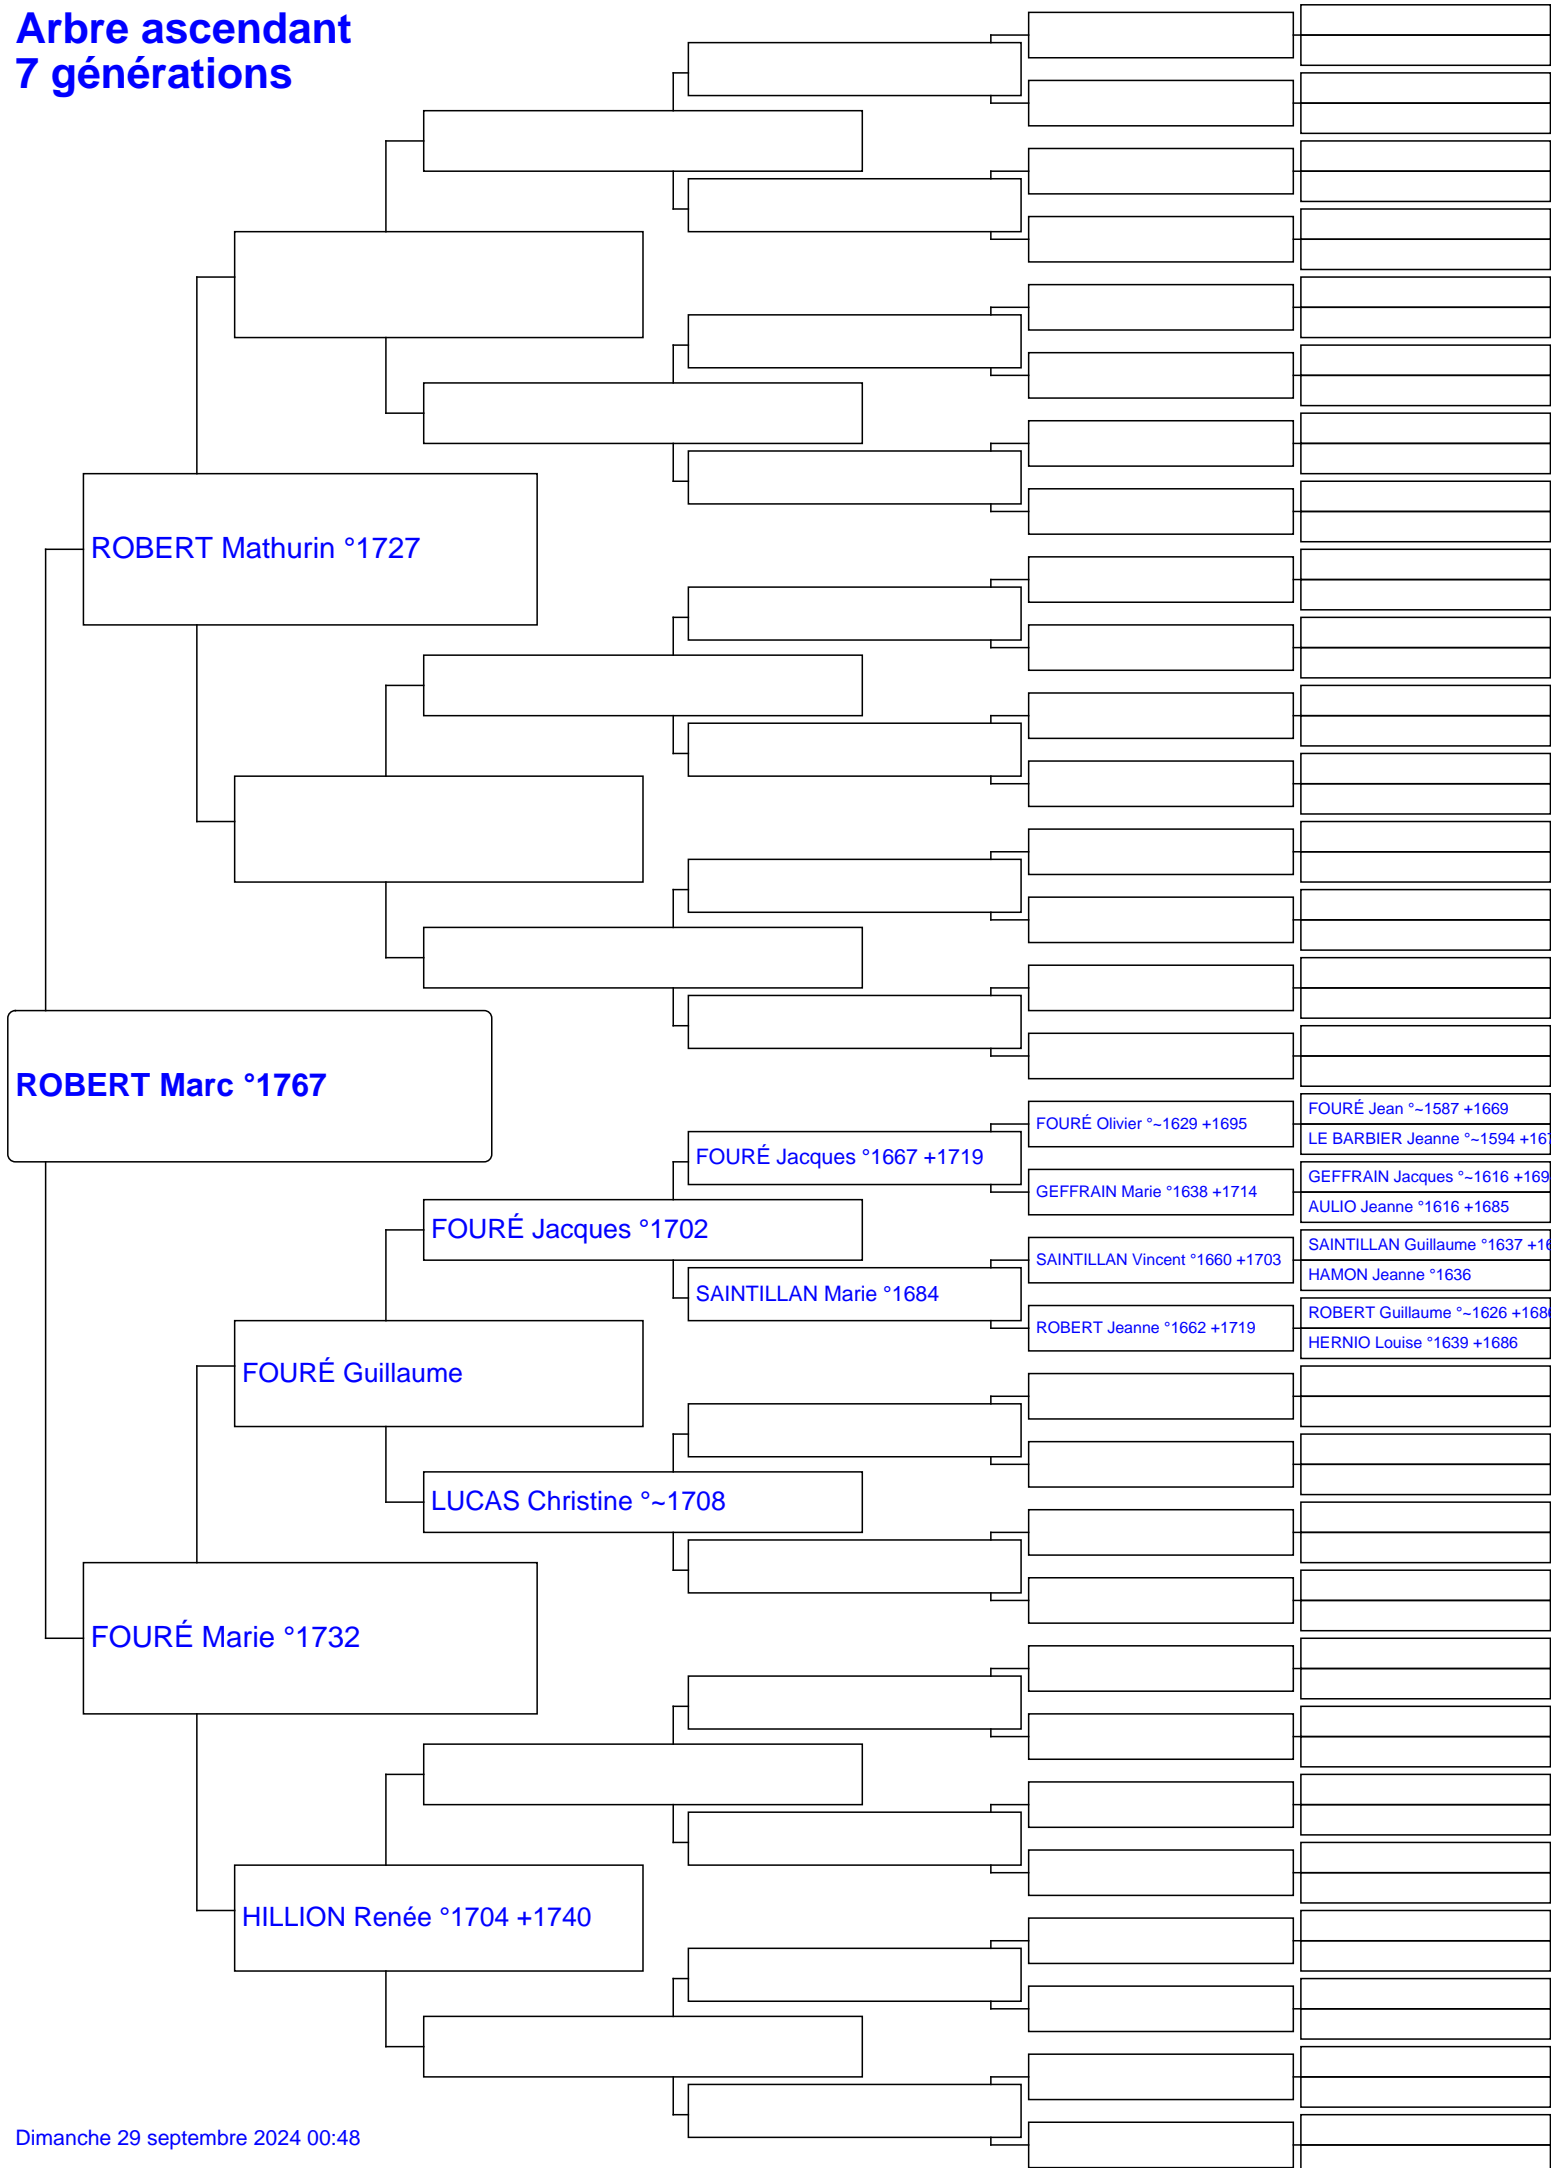 Arbre ascendant
7 générations
ROBERT Mathurin °1727
ROBERT Marc °1767
FOURÉ Jean °~1587 +1669
FOURÉ Olivier °~1629 +1695
LE BARBIER Jeanne °~1594
FOURÉ Jacques °1667 +1719
GEFFRAIN Jacques °~1616
GEFFRAIN Marie °1638 +1714
AULIO Jeanne °1616 +1685
FOURÉ Jacques °1702
SAINTILLAN Guillaume °1637
SAINTILLAN Vincent °1660 +1703
HAMON Jeanne °1636
SAINTILLAN Marie °1684
ROBERT Guillaume °~1626
ROBERT Jeanne °1662 +1719
HERNIO Louise °1639 +1686
FOURÉ Guillaume
LUCAS Christine °~1708
FOURÉ Marie °1732
HILLION Renée °1704 +1740
Dimanche 29 septembre 2024 00:48